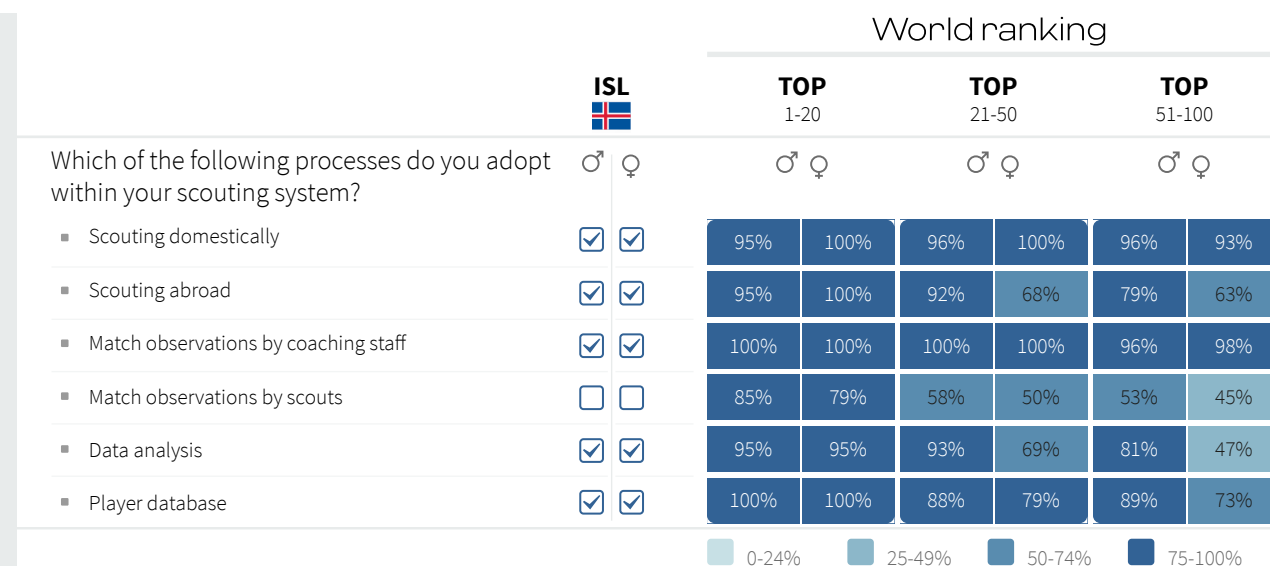 World ranking
ISL TOP TOP TOP
1-20 21-50 51-100
Which of the following processes do you adopt
within your scouting system?
Scouting domestically 95% 100% 96% 100% 96% 93%
Scouting abroad 95% 100% 92% 68% 79% 63%
Match observations by coaching staff 100% 100% 100% 100% 96% 98%
Match observations by scouts 85% 79% 58% 50% 53% 45%
Data analysis 95% 95% 93% 69% 81% 47%
Player database 100% 100% 88% 79% 89% 73%
0-24% 25-49% 50-74% 75-100%